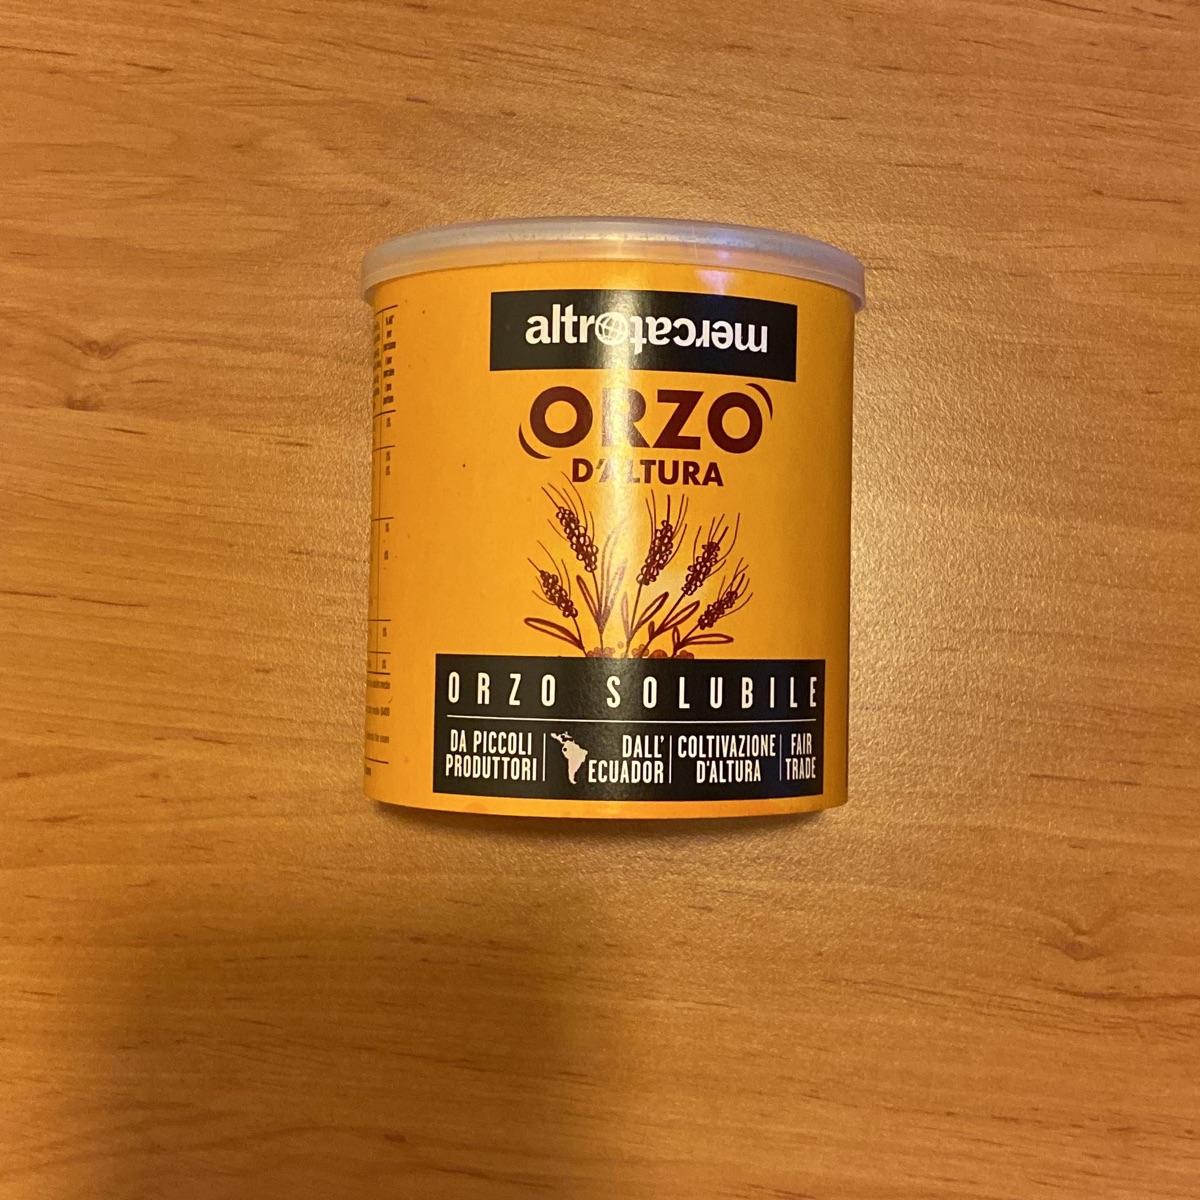 altromercato
ORZO
D'ALTURA
ORZO SOLUBILE
DA PICCOLI
PRODUTTORI
DALL'
ECUADOR
COLTIVAZIONE
D'ALTURA
FAIR
TRADE